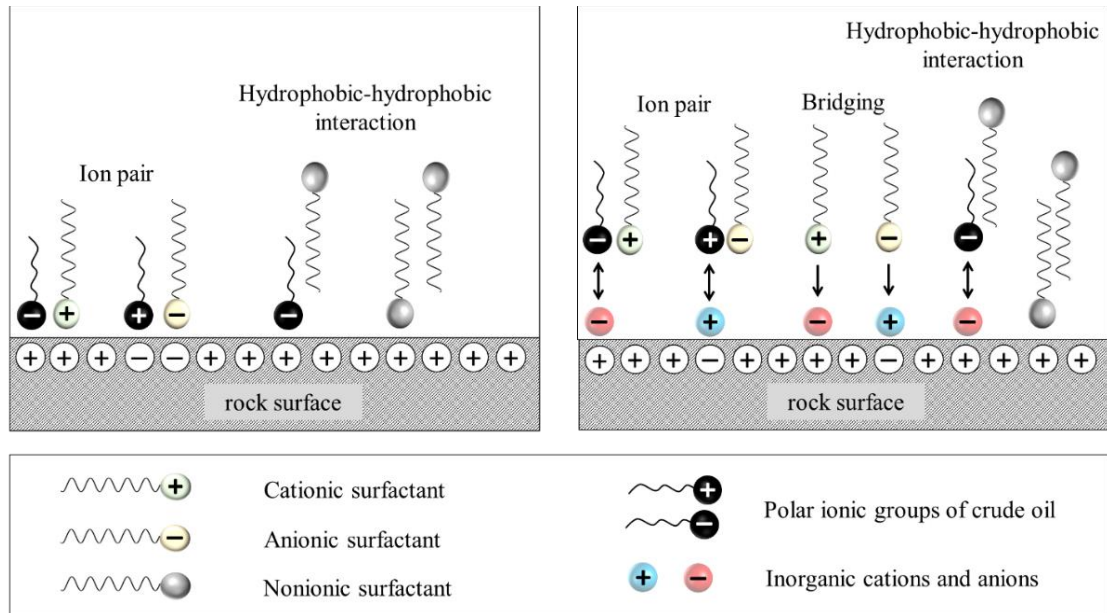 Hydrophobic-hydrophobic
interaction
Ion pair
+ + + − − + + + + + + + + +
rock surface
Hydrophobic-hydrophobic
interaction
Ion pair
Bridging
+ + + − + + + + − + + + + +
rock surface
Cationic surfactant
Anionic surfactant
Nonionic surfactant
Polar ionic groups of crude oil
Inorganic cations and anions